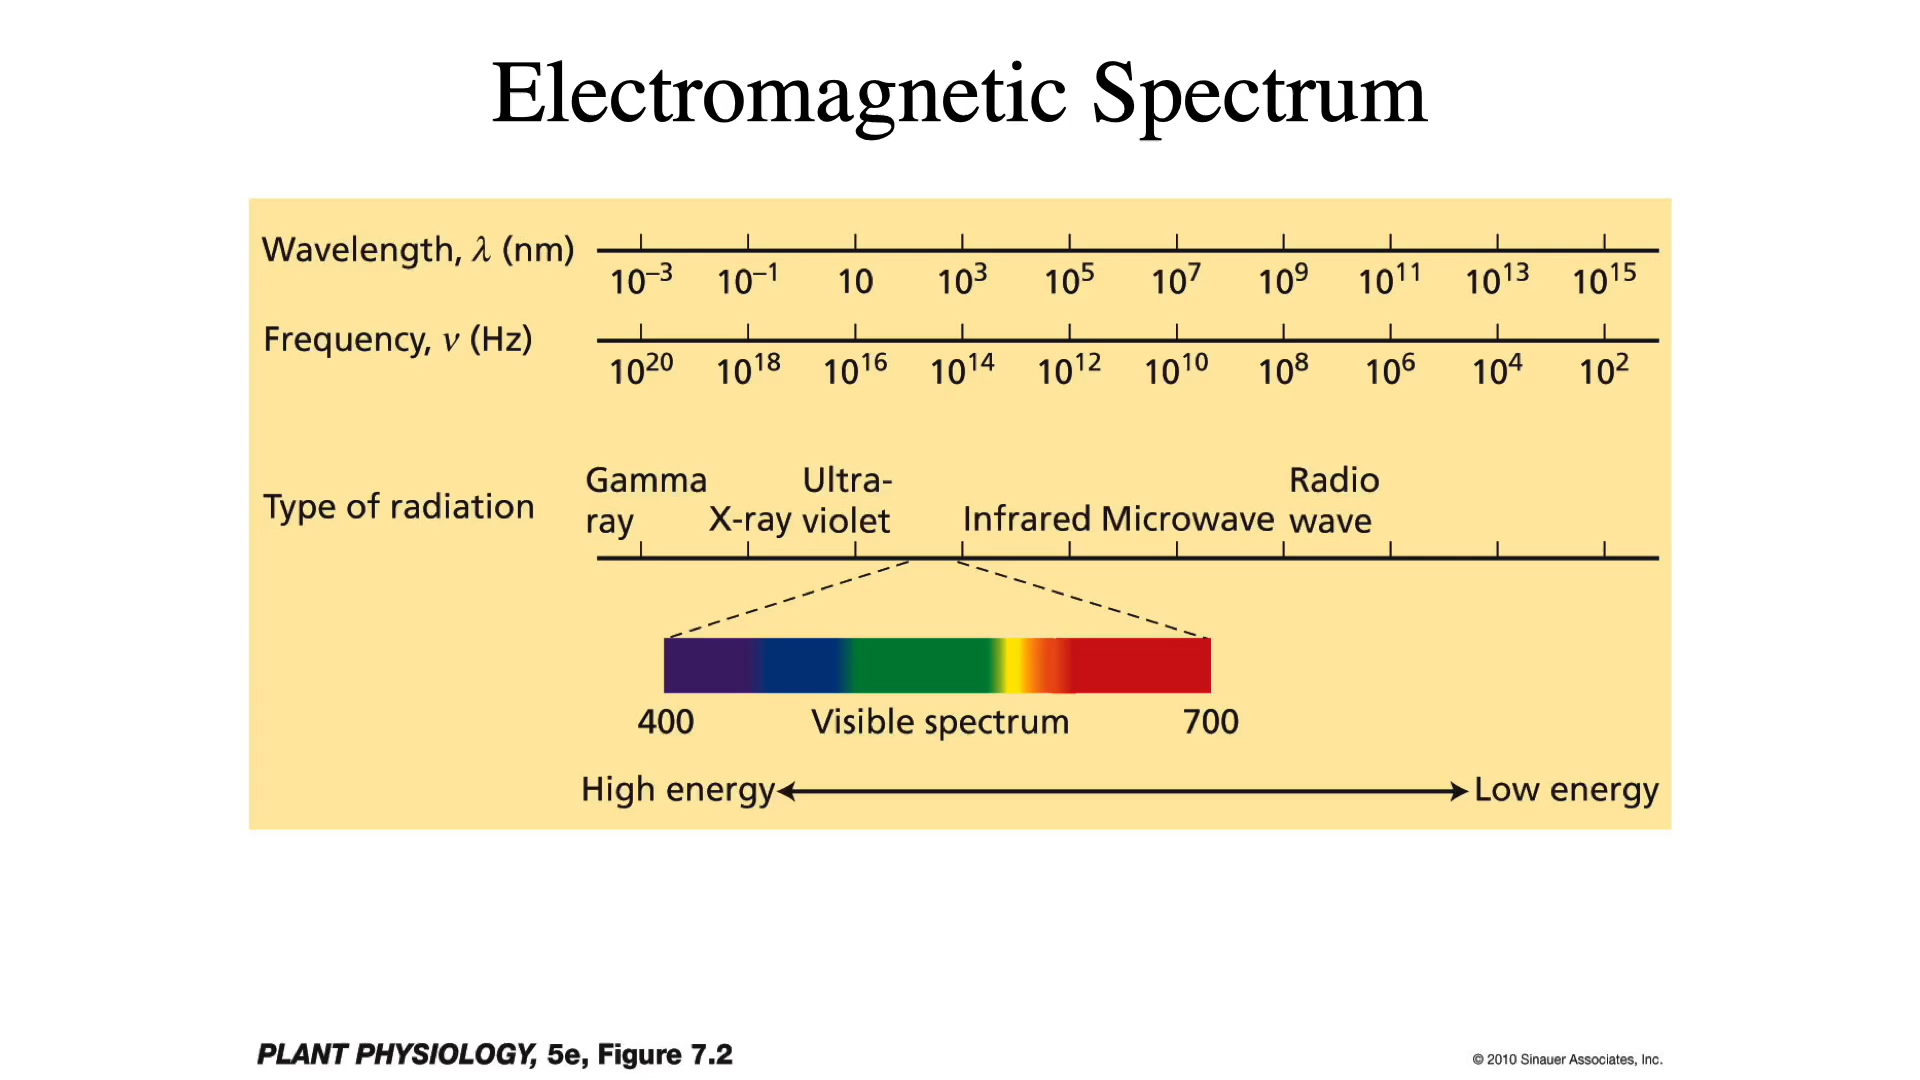 Electromagnetic Spectrum
Wavelength, λ (nm)
10⁻³ 10⁻¹ 10 10³ 10⁵ 10⁷ 10⁹ 10¹¹ 10¹³ 10¹⁵
Frequency, ν (Hz)
10²⁰ 10¹⁸ 10¹⁶ 10¹⁴ 10¹² 10¹⁰ 10⁸ 10⁶ 10⁴ 10²
Type of radiation
Gamma
ray
X-ray
Ultra-
violet
Infrared
Microwave
Radio
wave
400 Visible spectrum 700
High energy Low energy
PLANT PHYSIOLOGY, 5e, Figure 7.2
© 2010 Sinauer Associates, Inc.